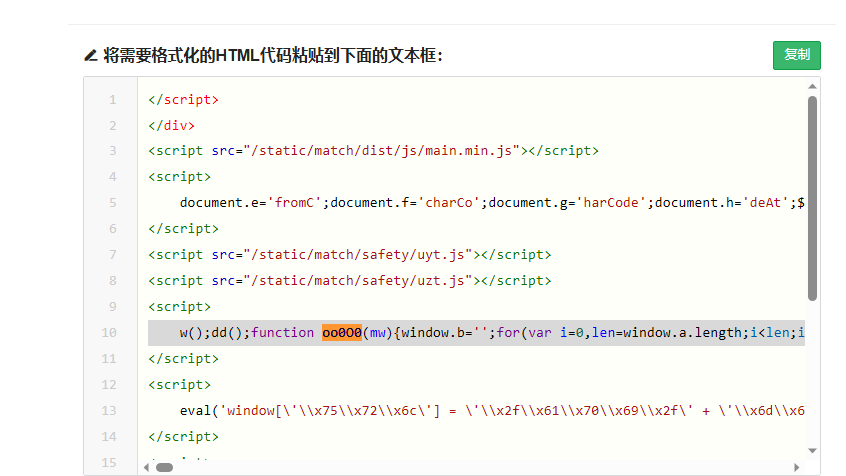 将需要格式化的HTML代码粘贴到下面的文本框：
复制
1 </script>
2 </div>
3 <script src="/static/match/dist/js/main.min.js"></script>
4 <script>
5 document.e='fromC';document.f='charCo';document.g='harCode';document.h='deAt';$
6 </script>
7 <script src="/static/match/safety/uyt.js"></script>
8 <script src="/static/match/safety/uzt.js"></script>
9 <script>
10 w();dd();function oo0O0(mw){window.b='';for(var i=0,len=window.a.length;i<len;i
11 </script>
12 <script>
13 eval('window[\'\\x75\\x72\\x6c\'] = \'\\x2f\\x61\\x70\\x69\\x2f\' + \'\\x6d\\x6
14 </script>
15